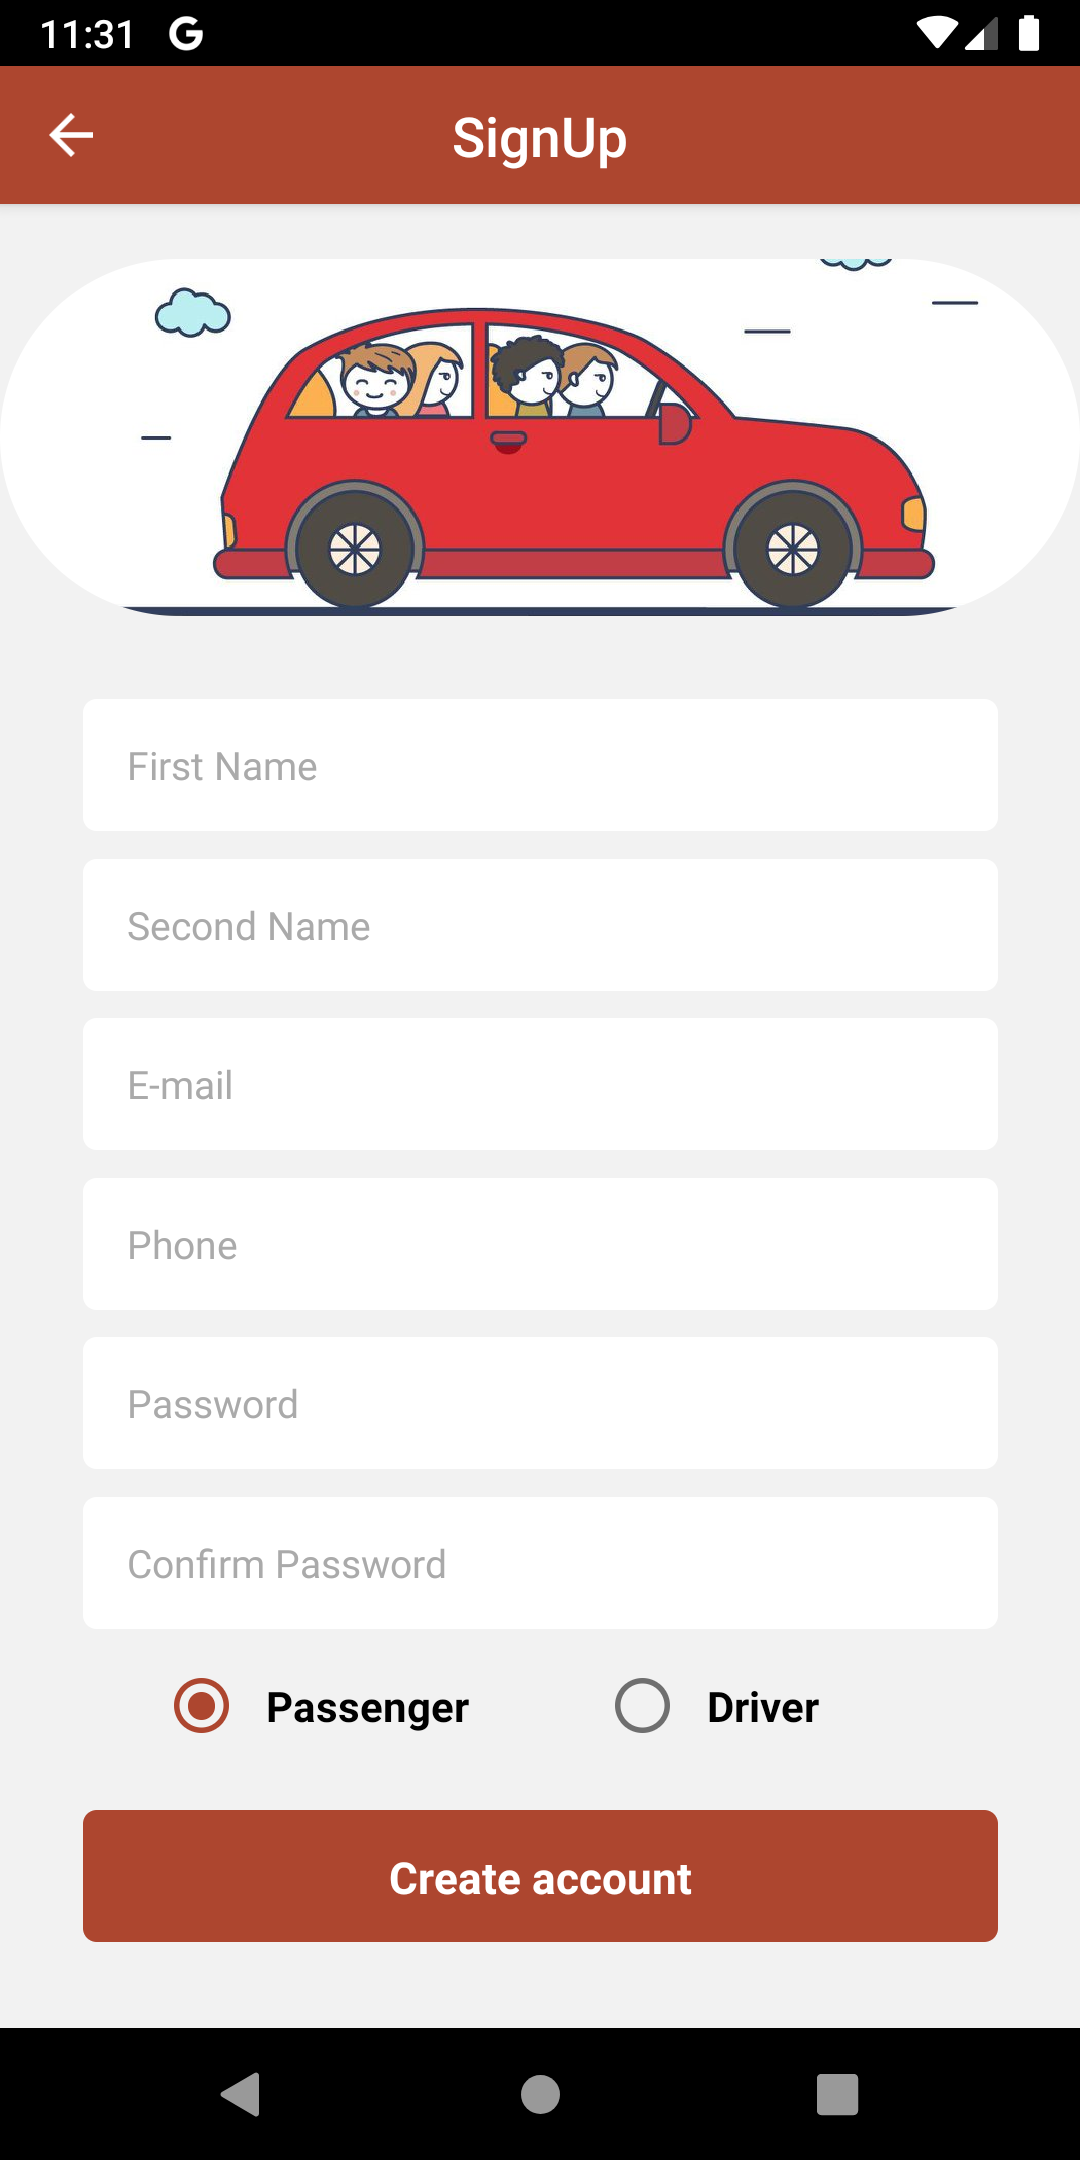 11:31 G
SignUp
First Name
Second Name
E-mail
Phone
Password
Confirm Password
Passenger Driver
Create account